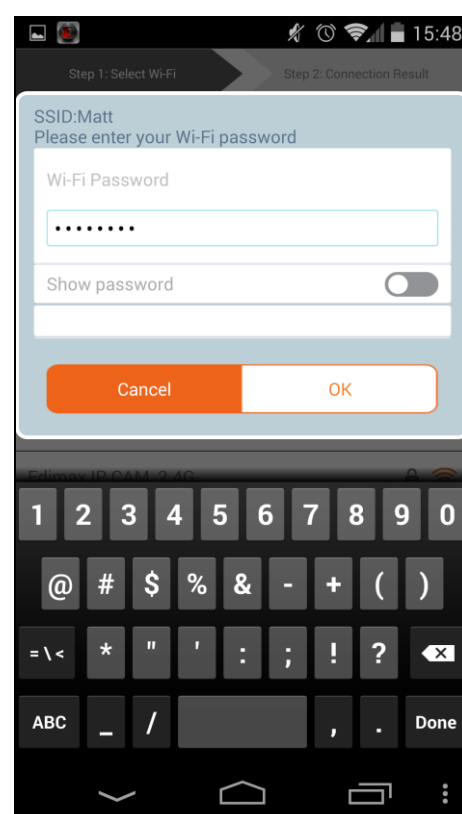 15:48
Step 1: Select Wi-Fi Step 2: Connection Result
SSID:Matt
Please enter your Wi-Fi password
Wi-Fi Password
••••••••
Show password
Cancel OK
Edimax IP CAM 2.4G
1 2 3 4 5 6 7 8 9 0
@ # $ % & - + ( )
= \ < * " ' : ; ! ?
ABC _ / , . Done